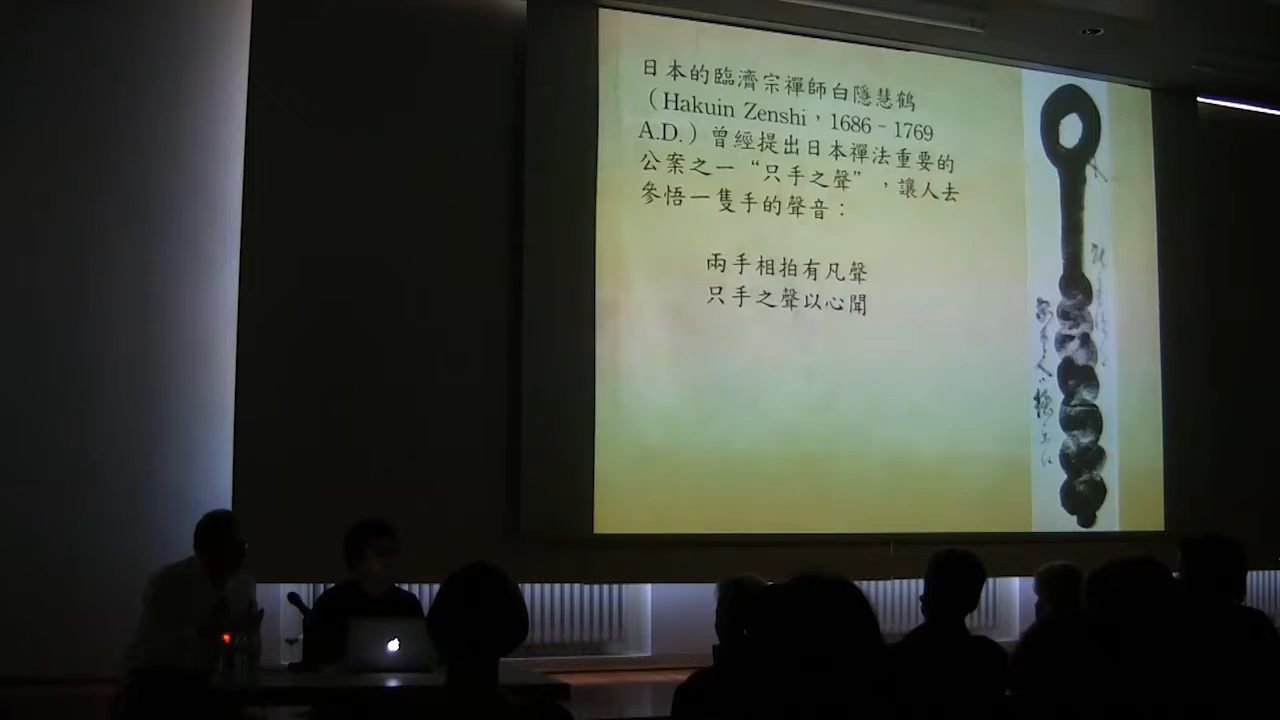 日本的臨濟宗禪師白隱慧鶴
（Hakuin Zenshi，1686–1769
A.D.）曾經提出日本禪法重要的
公案之一“只手之聲”，讓人去
參悟一隻手的聲音：
兩手相拍有凡聲
只手之聲以心聞